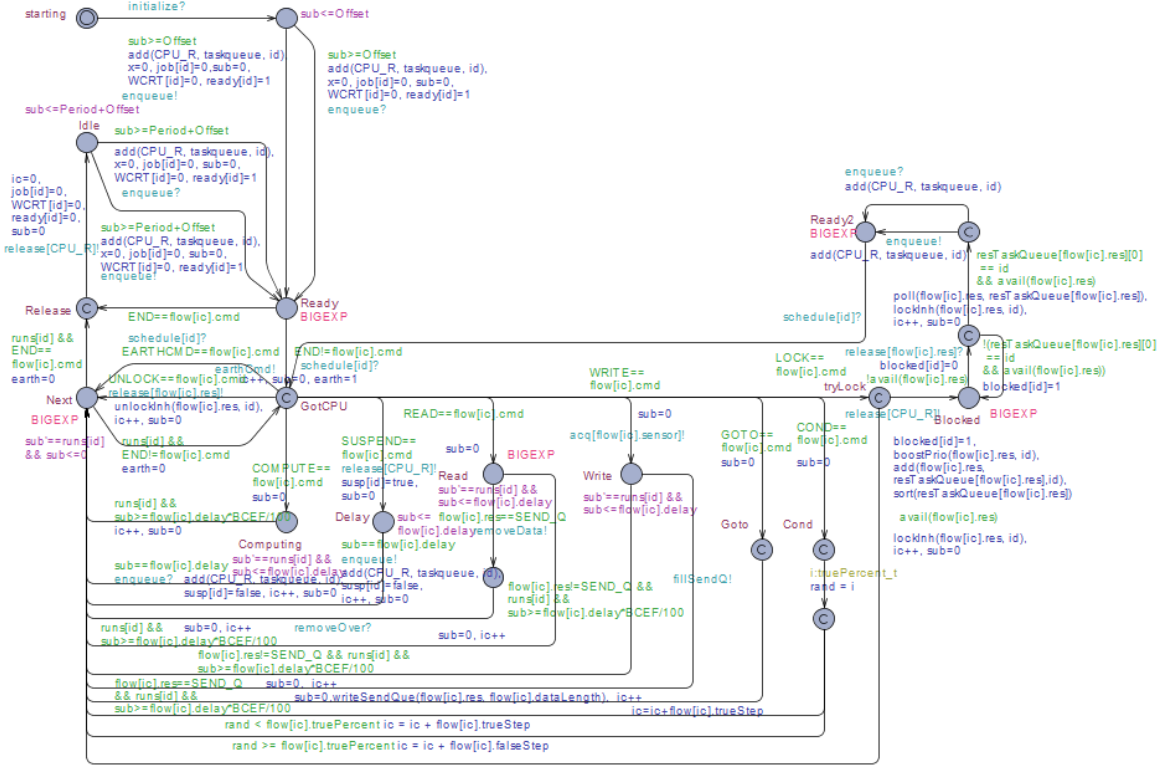 starting
initialize?
sub<=Offset
sub>=Offset
add(CPU_R, taskqueue, id),
x=0, job[id]=0,sub=0,
WCRT[id]=0, ready[id]=1
enqueue!
sub>=Offset
add(CPU_R, taskqueue, id),
x=0, job[id]=0, sub=0,
WCRT[id]=0, ready[id]=1
enqueue?
sub<=Period+Offset
Idle
sub>=Period+Offset
add(CPU_R, taskqueue, id),
x=0, job[id]=0, sub=0,
WCRT[id]=0, ready[id]=1
enqueue?
ic=0,
job[id]=0,
WCRT[id]=0,
ready[id]=0,
sub=0
release[CPU_R]!
sub>=Period+Offset
add(CPU_R, taskqueue, id),
x=0, job[id]=0, sub=0,
WCRT[id]=0, ready[id]=1
enqueue!
enqueue?
add(CPU_R, taskqueue, id)
Ready2
BIGEXP
C
enqueue!
add(CPU_R, taskqueue, id)
resTaskQueue[flow[ic].res][0]
== id
&& avail(flow[ic].res)
poll(flow[ic].res, resTaskQueue[flow[ic].res]),
lockInh(flow[ic].res, id),
ic++, sub=0
Release
C
Ready
BIGEXP
END==flow[ic].cmd
schedule[id]?
runs[id] &&
END==
flow[ic].cmd
earth=0
schedule[id]?
EARTHCMD==flow[ic].cmd
earthCmd!
ic++, sub=0, earth=1
END!=flow[ic].cmd
schedule[id]?
release[flow[ic].res]?
blocked[id]=0
C
!(resTaskQueue[flow[ic].res][0]
== id
&& avail(flow[ic].res))
blocked[id]=1
LOCK==
flow[ic].cmd
!avail(flow[ic].res)
tryLock
C
release[CPU_R]!
Blocked
BIGEXP
blocked[id]=1,
boostPrio(flow[ic].res, id),
add(flow[ic].res,
resTaskQueue[flow[ic].res],id),
sort(resTaskQueue[flow[ic].res])
avail(flow[ic].res)
lockInh(flow[ic].res, id),
ic++, sub=0
Next
BIGEXP
sub'==runs[id]
&& sub<=0
UNLOCK==flow[ic].cmd
release[flow[ic].res]!
unlockInh(flow[ic].res, id),
ic++, sub=0
C
GotCPU
runs[id] &&
END!=flow[ic].cmd
earth=0
WRITE==
flow[ic].cmd
READ==flow[ic].cmd
sub=0
acq[flow[ic].sensor]!
sub=0
GOTO==
flow[ic].cmd
sub=0
COND==
flow[ic].cmd
sub=0
COMPUTE==
flow[ic].cmd
sub=0
SUSPEND==
flow[ic].cmd
release[CPU_R]!
susp[id]=true,
sub=0
BIGEXP
Read
sub'==runs[id] &&
sub<=flow[ic].delay
Write
sub'==runs[id] &&
sub<=flow[ic].delay
runs[id] &&
sub>=flow[ic].delay*BCEF/100
ic++, sub=0
Computing
sub'==runs[id] &&
sub<=flow[ic].delay
Delay
sub<=
flow[ic].delay
flow[ic].res==SEND_Q
removeData!
Goto
C
Cond
C
i:truePercent_t
rand = i
C
sub==flow[ic].delay
enqueue?
add(CPU_R, taskqueue, id),
susp[id]=false, ic++, sub=0
sub==flow[ic].delay
enqueue!
add(CPU_R, taskqueue, id),
susp[id]=false,
ic++, sub=0
fillSendQ!
flow[ic].res!=SEND_Q &&
runs[id] &&
sub>=flow[ic].delay*BCEF/100
sub=0, ic++
runs[id] &&
sub>=flow[ic].delay*BCEF/100
sub=0, ic++
removeOver?
flow[ic].res!=SEND_Q && runs[id] &&
sub>=flow[ic].delay*BCEF/100
sub=0, ic++
flow[ic].res==SEND_Q
&& runs[id] &&
sub>=flow[ic].delay*BCEF/100
sub=0,writeSendQue(flow[ic].res, flow[ic].dataLength), ic++
ic=ic+flow[ic].trueStep
rand < flow[ic].truePercent ic = ic + flow[ic].trueStep
rand >= flow[ic].truePercent ic = ic + flow[ic].falseStep